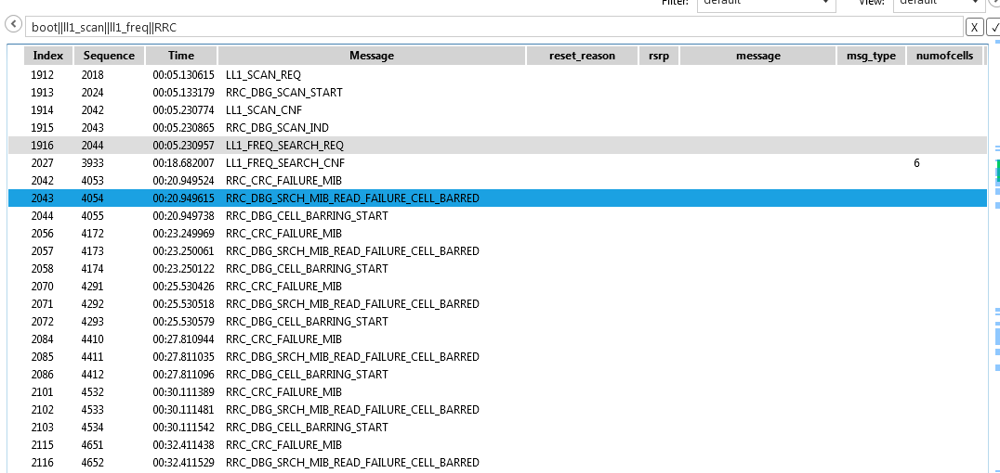 Filter: default View: default
boot||ll1_scan||ll1_freq||RRC X
Index Sequence Time Message reset_reason rsrp message msg_type numofcells
1912 2018 00:05.130615 LL1_SCAN_REQ
1913 2024 00:05.133179 RRC_DBG_SCAN_START
1914 2042 00:05.230774 LL1_SCAN_CNF
1915 2043 00:05.230865 RRC_DBG_SCAN_IND
1916 2044 00:05.230957 LL1_FREQ_SEARCH_REQ
2027 3933 00:18.682007 LL1_FREQ_SEARCH_CNF 6
2042 4053 00:20.949524 RRC_CRC_FAILURE_MIB
2043 4054 00:20.949615 RRC_DBG_SRCH_MIB_READ_FAILURE_CELL_BARRED
2044 4055 00:20.949738 RRC_DBG_CELL_BARRING_START
2056 4172 00:23.249969 RRC_CRC_FAILURE_MIB
2057 4173 00:23.250061 RRC_DBG_SRCH_MIB_READ_FAILURE_CELL_BARRED
2058 4174 00:23.250122 RRC_DBG_CELL_BARRING_START
2070 4291 00:25.530426 RRC_CRC_FAILURE_MIB
2071 4292 00:25.530518 RRC_DBG_SRCH_MIB_READ_FAILURE_CELL_BARRED
2072 4293 00:25.530579 RRC_DBG_CELL_BARRING_START
2084 4410 00:27.810944 RRC_CRC_FAILURE_MIB
2085 4411 00:27.811035 RRC_DBG_SRCH_MIB_READ_FAILURE_CELL_BARRED
2086 4412 00:27.811096 RRC_DBG_CELL_BARRING_START
2101 4532 00:30.111389 RRC_CRC_FAILURE_MIB
2102 4533 00:30.111481 RRC_DBG_SRCH_MIB_READ_FAILURE_CELL_BARRED
2103 4534 00:30.111542 RRC_DBG_CELL_BARRING_START
2115 4651 00:32.411438 RRC_CRC_FAILURE_MIB
2116 4652 00:32.411529 RRC_DBG_SRCH_MIB_READ_FAILURE_CELL_BARRED